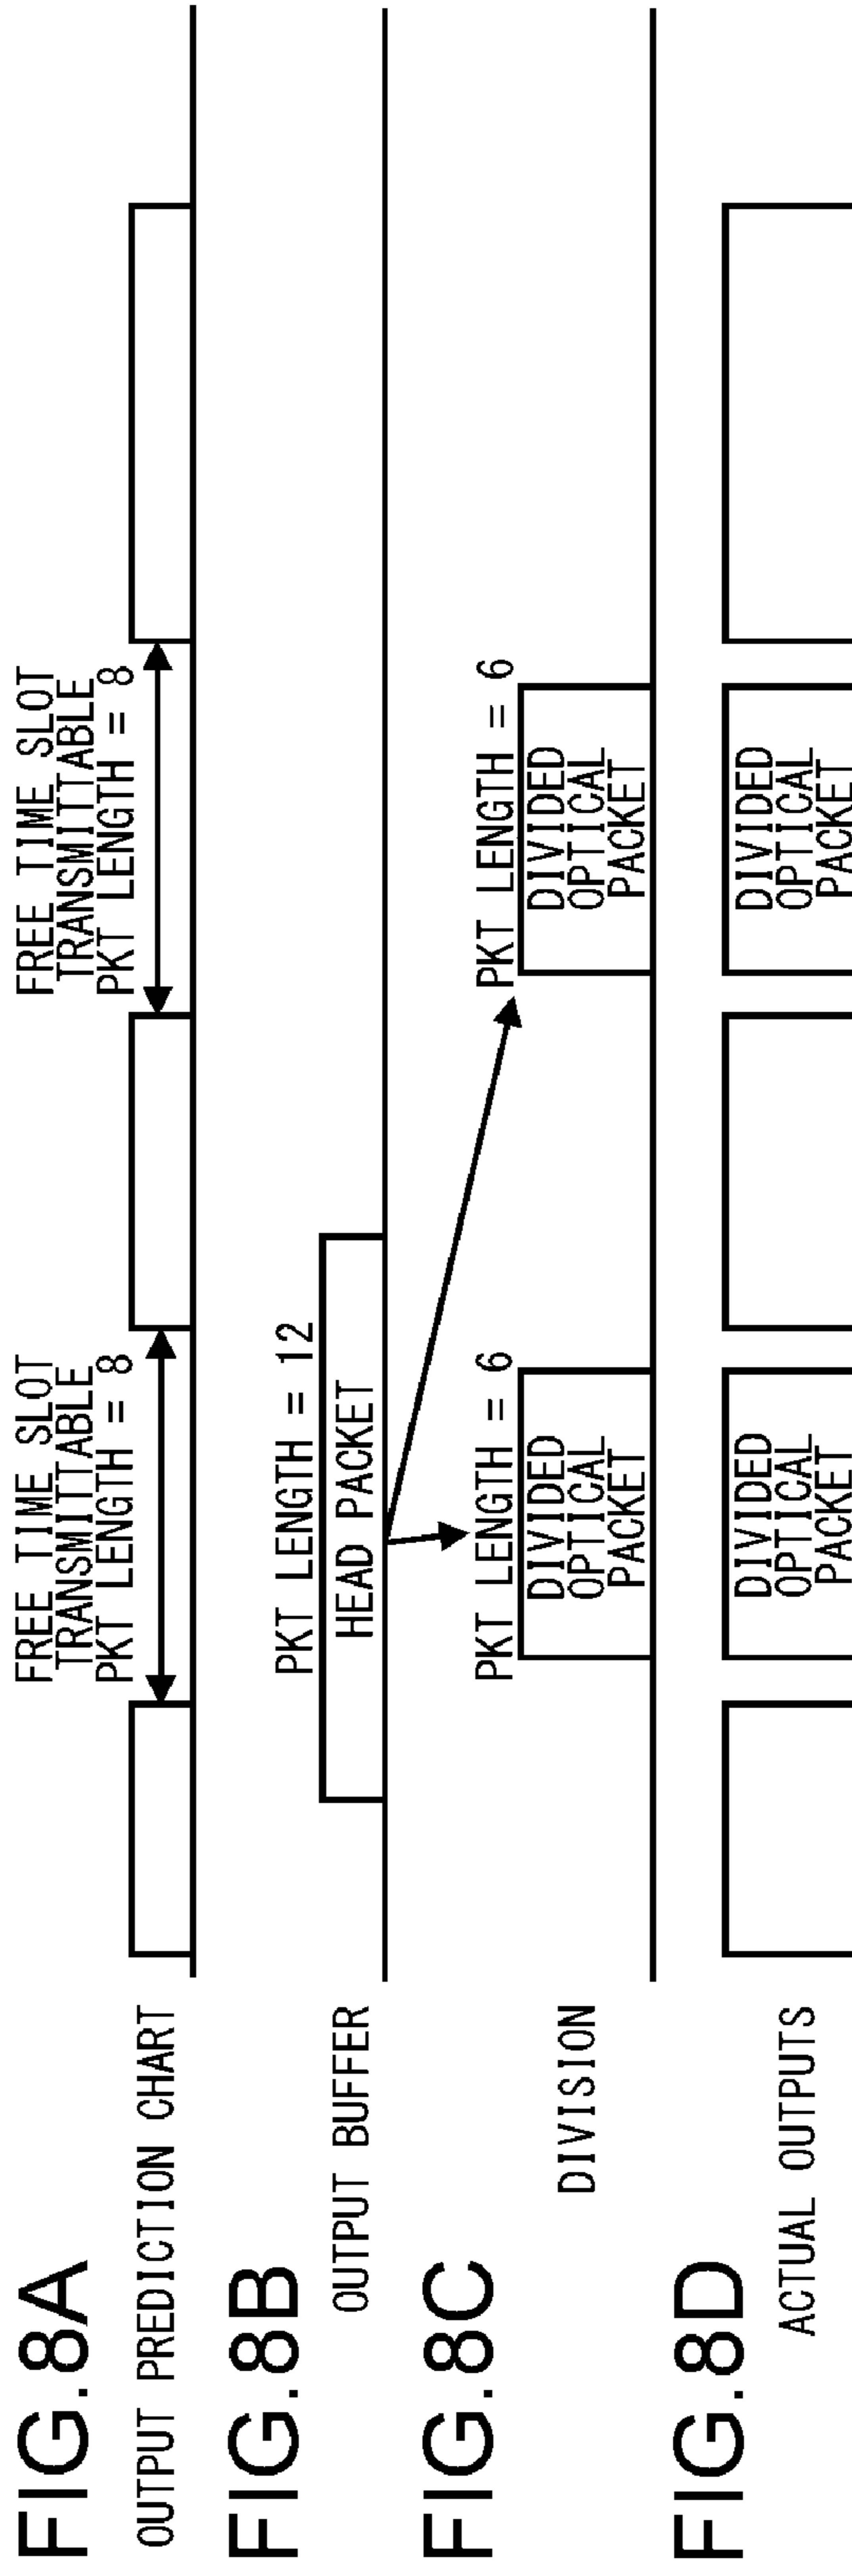 FIG.8A
OUTPUT PREDICTION CHART
FREE TIME SLOT
TRANSMITTABLE
PKT LENGTH = 8
FREE TIME SLOT
TRANSMITTABLE
PKT LENGTH = 8
FIG.8B
OUTPUT BUFFER
PKT LENGTH = 12
HEAD PACKET
FIG.8C
DIVISION
PKT LENGTH = 6
DIVIDED
OPTICAL
PACKET
PKT LENGTH = 6
DIVIDED
OPTICAL
PACKET
FIG.8D
ACTUAL OUTPUTS
DIVIDED
OPTICAL
PACKET
DIVIDED
OPTICAL
PACKET